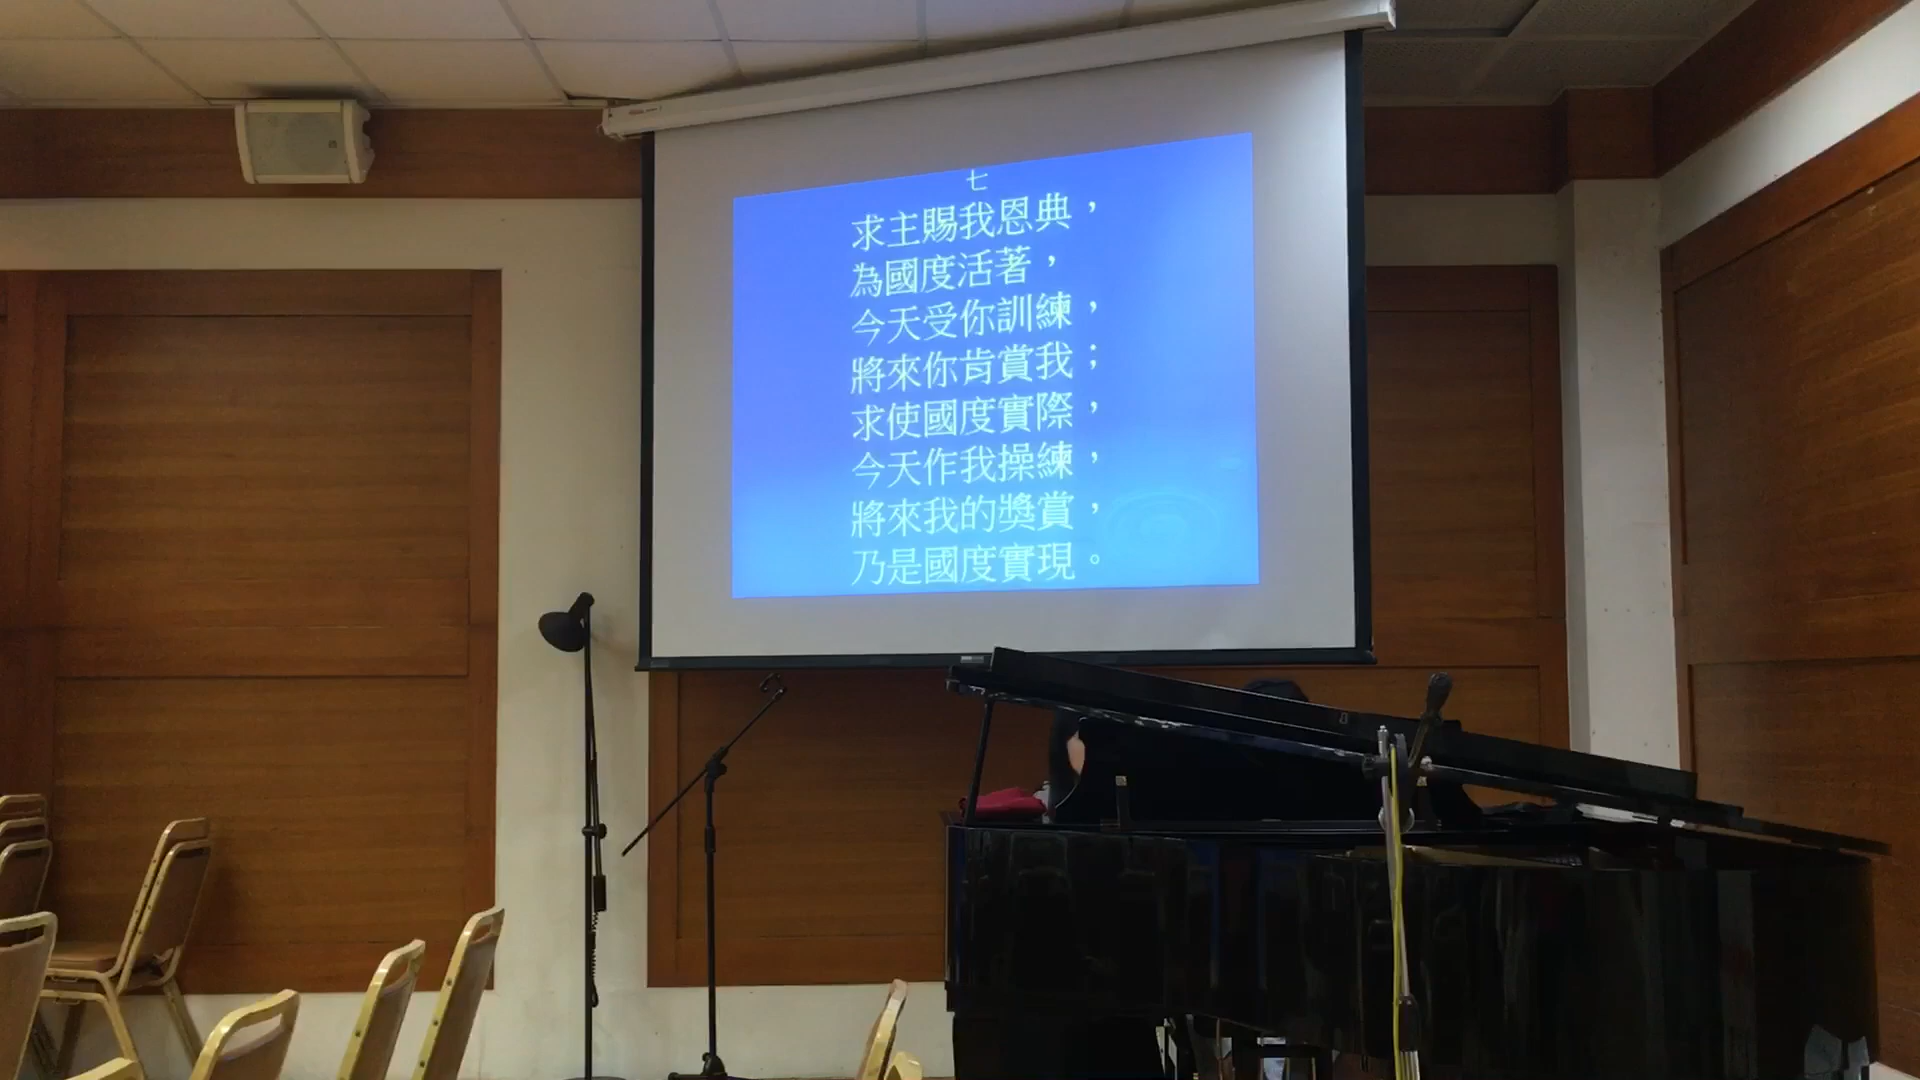 七
求主賜我恩典，
為國度活著，
今天受你訓練，
將來你肯賞我；
求使國度實際，
今天作我操練，
將來我的獎賞，
乃是國度實現。